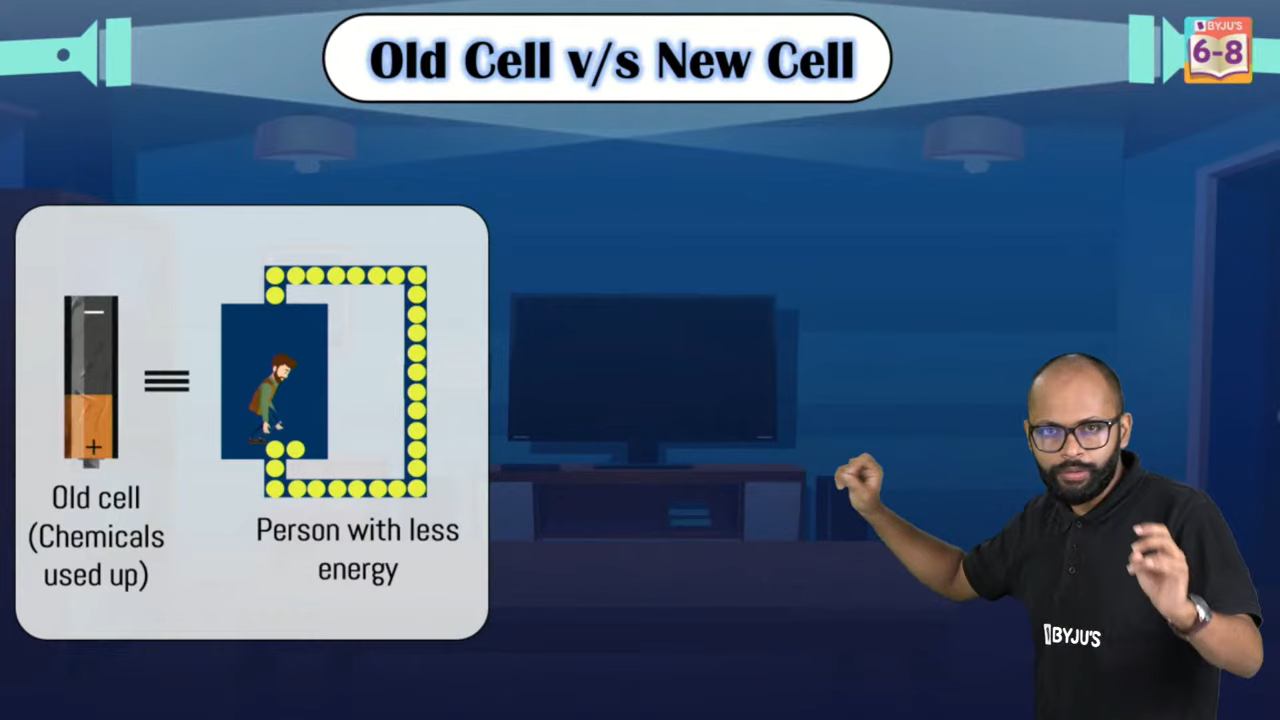 Old Cell v/s New Cell
BYJU'S
6-8
−
+
Old cell
(Chemicals
used up)
Person with less
energy
BYJU'S